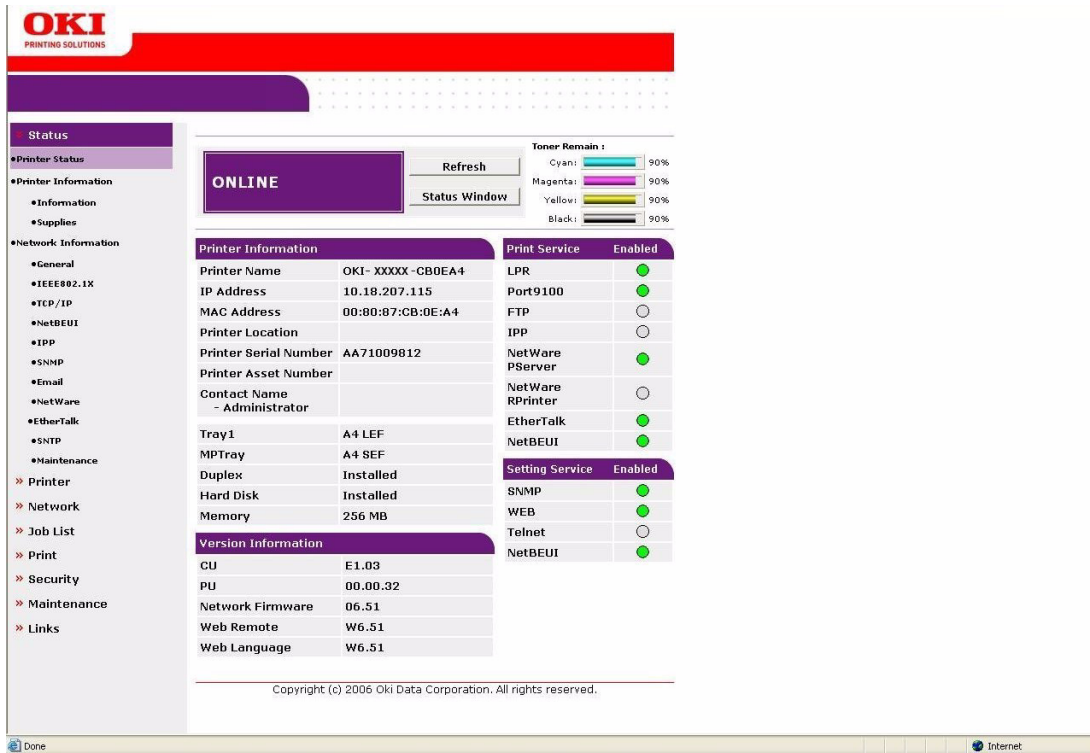 OKI
PRINTING SOLUTIONS
Status
•Printer Status
•Printer Information
•Information
•Supplies
•Network Information
•General
•IEEE802.1X
•TCP/IP
•NetBEUI
•IPP
•SNMP
•Email
•NetWare
•EtherTalk
•SNTP
•Maintenance
» Printer
» Network
» Job List
» Print
» Security
» Maintenance
» Links
ONLINE
Refresh
Status Window
Toner Remain :
Cyan: 90%
Magenta: 90%
Yellow: 90%
Black: 90%
Printer Information
Printer Name OKI- XXXXX -CB0EA4
IP Address 10.18.207.115
MAC Address 00:80:87:CB:0E:A4
Printer Location
Printer Serial Number AA71009812
Printer Asset Number
Contact Name
- Administrator
Tray1 A4 LEF
MPTray A4 SEF
Duplex Installed
Hard Disk Installed
Memory 256 MB
Version Information
CU E1.03
PU 00.00.32
Network Firmware 06.51
Web Remote W6.51
Web Language W6.51
Print Service Enabled
LPR
Port9100
FTP
IPP
NetWare
PServer
NetWare
RPrinter
EtherTalk
NetBEUI
Setting Service Enabled
SNMP
WEB
Telnet
NetBEUI
Copyright (c) 2006 Oki Data Corporation. All rights reserved.
Done
Internet